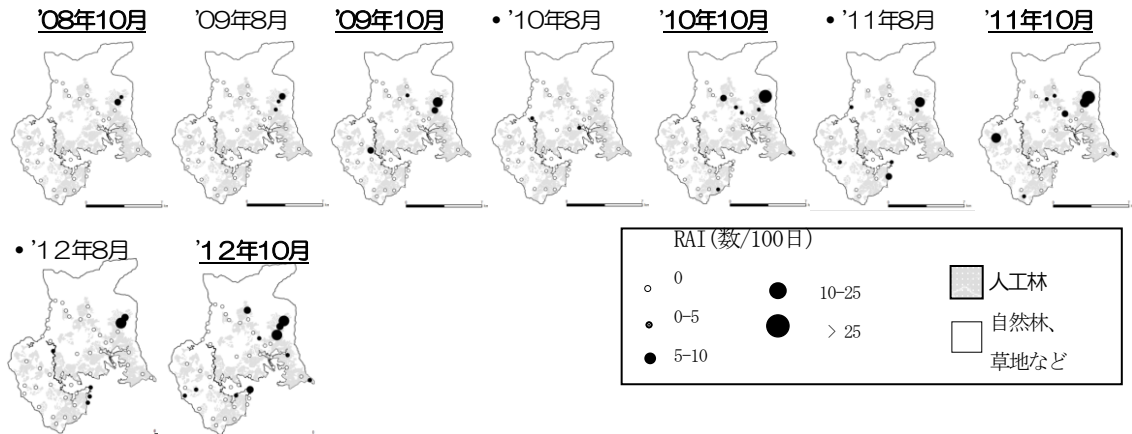 '08年10月 '09年8月 '09年10月 • '10年8月 '10年10月 • '11年8月 '11年10月
• '12年8月 '12年10月
RAI(数/100日)
0
0-5
5-10
10-25
> 25
人工林
自然林、
草地など